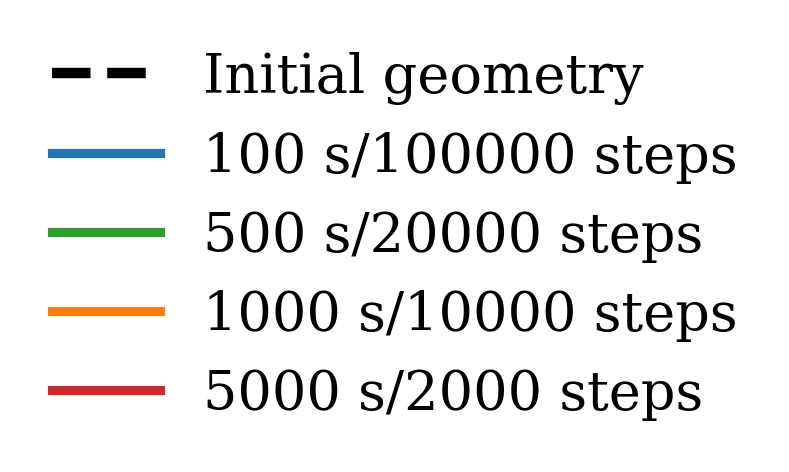 Initial geometry
100 s/100000 steps
500 s/20000 steps
1000 s/10000 steps
5000 s/2000 steps